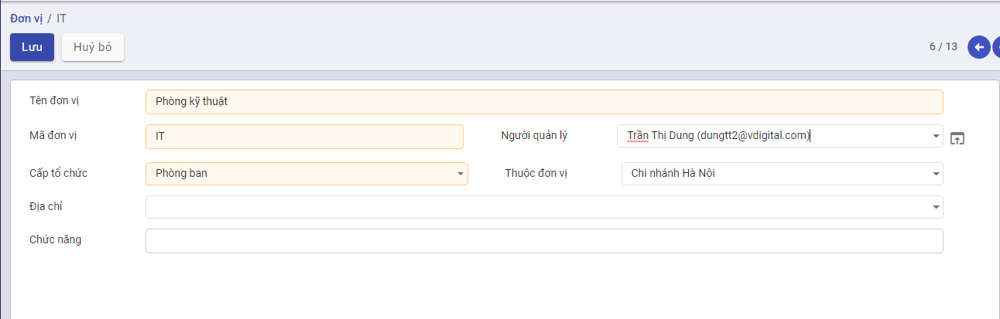 Đơn vị / IT
Lưu Huỷ bỏ 6 / 13
Tên đơn vị Phòng kỹ thuật
Mã đơn vị IT Người quản lý Trần Thị Dung (dungtt2@vdigital.com)
Cấp tổ chức Phòng ban Thuộc đơn vị Chi nhánh Hà Nội
Địa chỉ
Chức năng